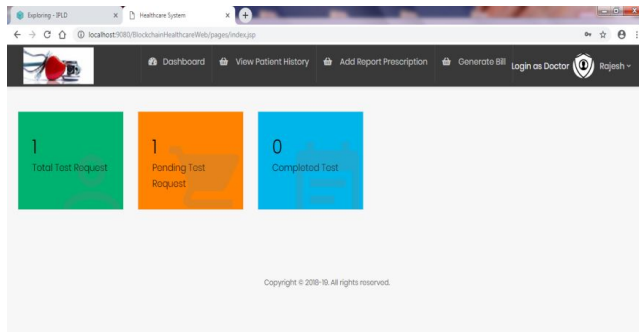 Exploring - IPLD
Healthcare System
localhost:9080/BlockchainHealthcareWeb/pages/index.jsp
Dashboard View Patient History Add Report Prescription Generate Bill Login as Doctor Rajesh
1
Total Test Request
1
Pending Test
Request
0
Completed Test
Copyright © 2018-19. All rights reserved.